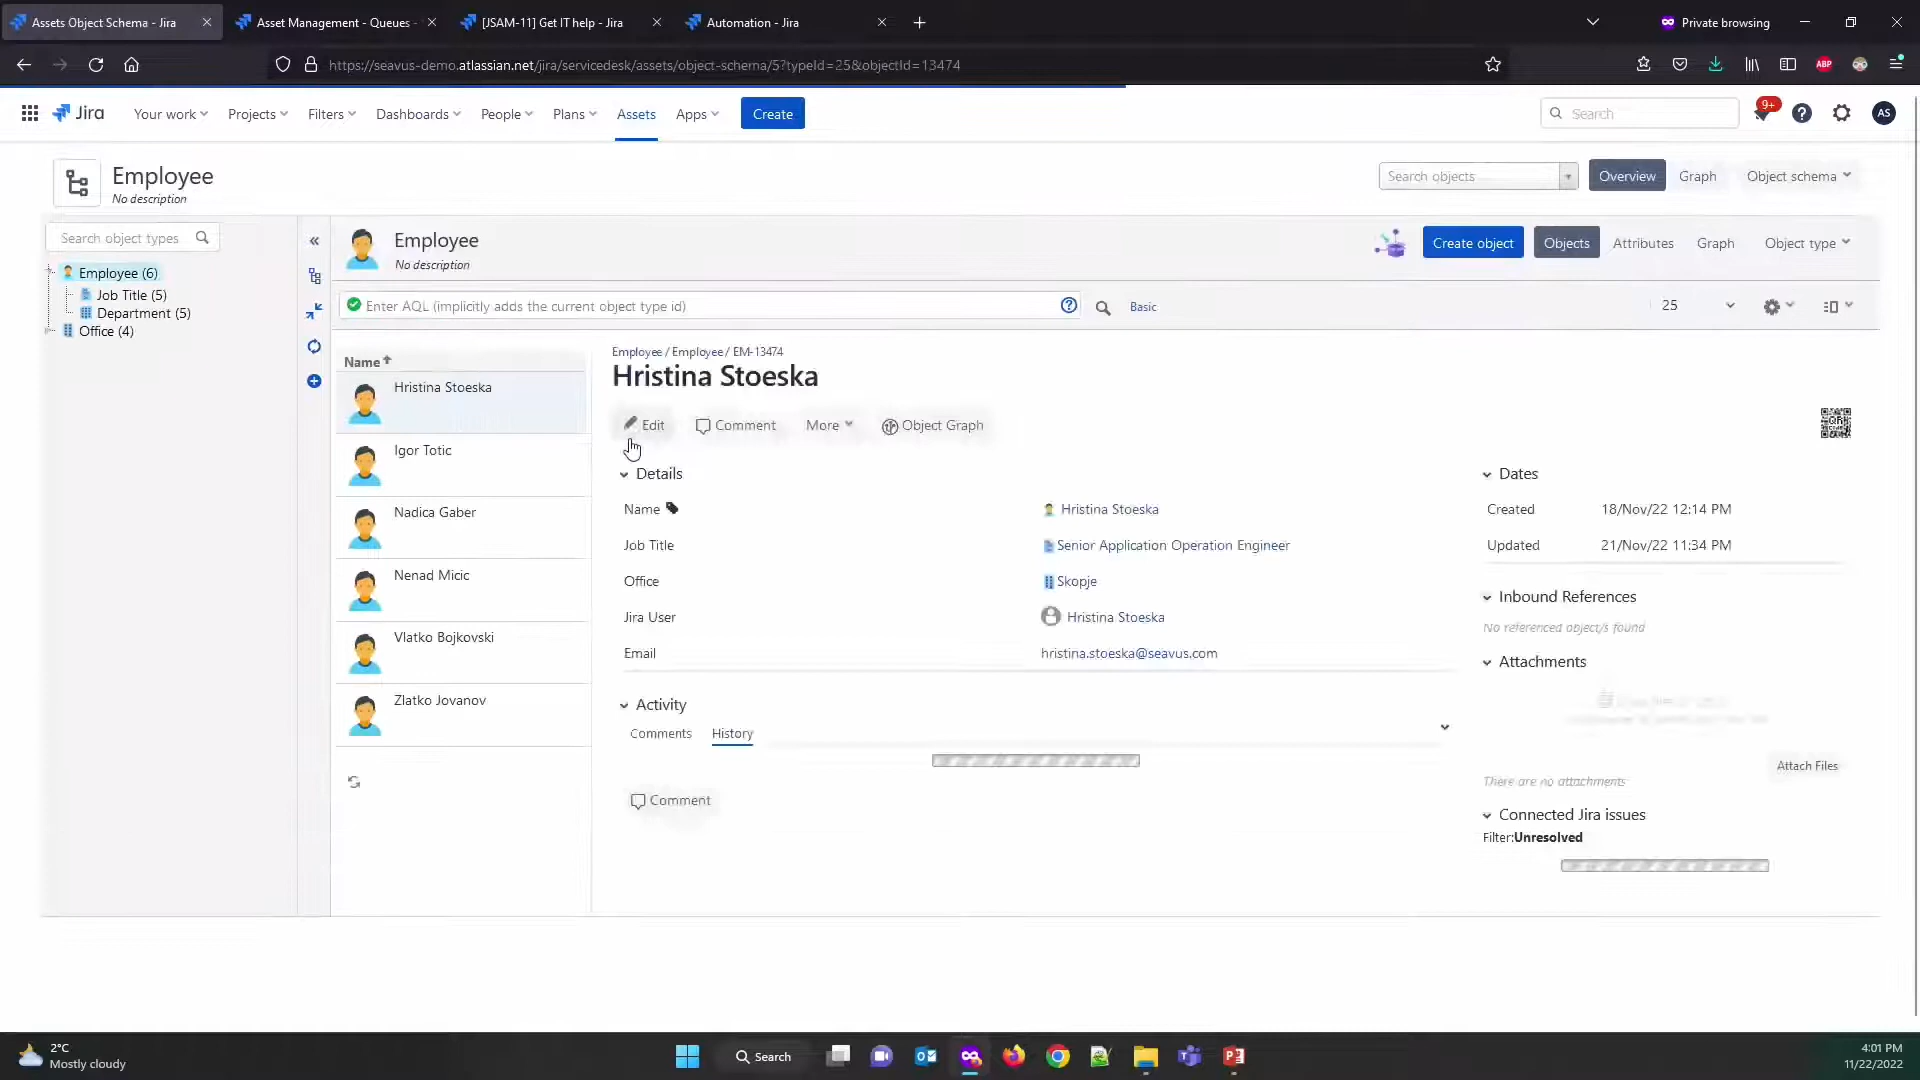 Assets Object Schema - Jira
Asset Management - Queues -
[JSAM-11] Get IT help - Jira
Automation - Jira
Private browsing
https://seavus-demo.atlassian.net/jira/servicedesk/assets/object-schema/5?typeId=25&objectId=13474
ABP
Jira
Your work
Projects
Filters
Dashboards
People
Plans
Assets
Apps
Create
Search
9+
AS
Employee
No description
Search objects
Overview
Graph
Object schema
Search object types
Employee (6)
Job Title (5)
Department (5)
Office (4)
Employee
No description
Create object
Objects
Attributes
Graph
Object type
Enter AQL (implicitly adds the current object type id)
Basic
25
Name
Hristina Stoeska
Igor Totic
Nadica Gaber
Nenad Micic
Vlatko Bojkovski
Zlatko Jovanov
Employee / Employee / EM-13474
Hristina Stoeska
Edit
Comment
More
Object Graph
Details
Name
Hristina Stoeska
Job Title
Senior Application Operation Engineer
Office
Skopje
Jira User
Hristina Stoeska
Email
hristina.stoeska@seavus.com
Activity
Comments
History
Comment
Dates
Created
18/Nov/22 12:14 PM
Updated
21/Nov/22 11:34 PM
Inbound References
No referenced object/s found
Attachments
Attach Files
There are no attachments
Connected Jira issues
Filter:Unresolved
2°C
Mostly cloudy
Search
4:01 PM
11/22/2022